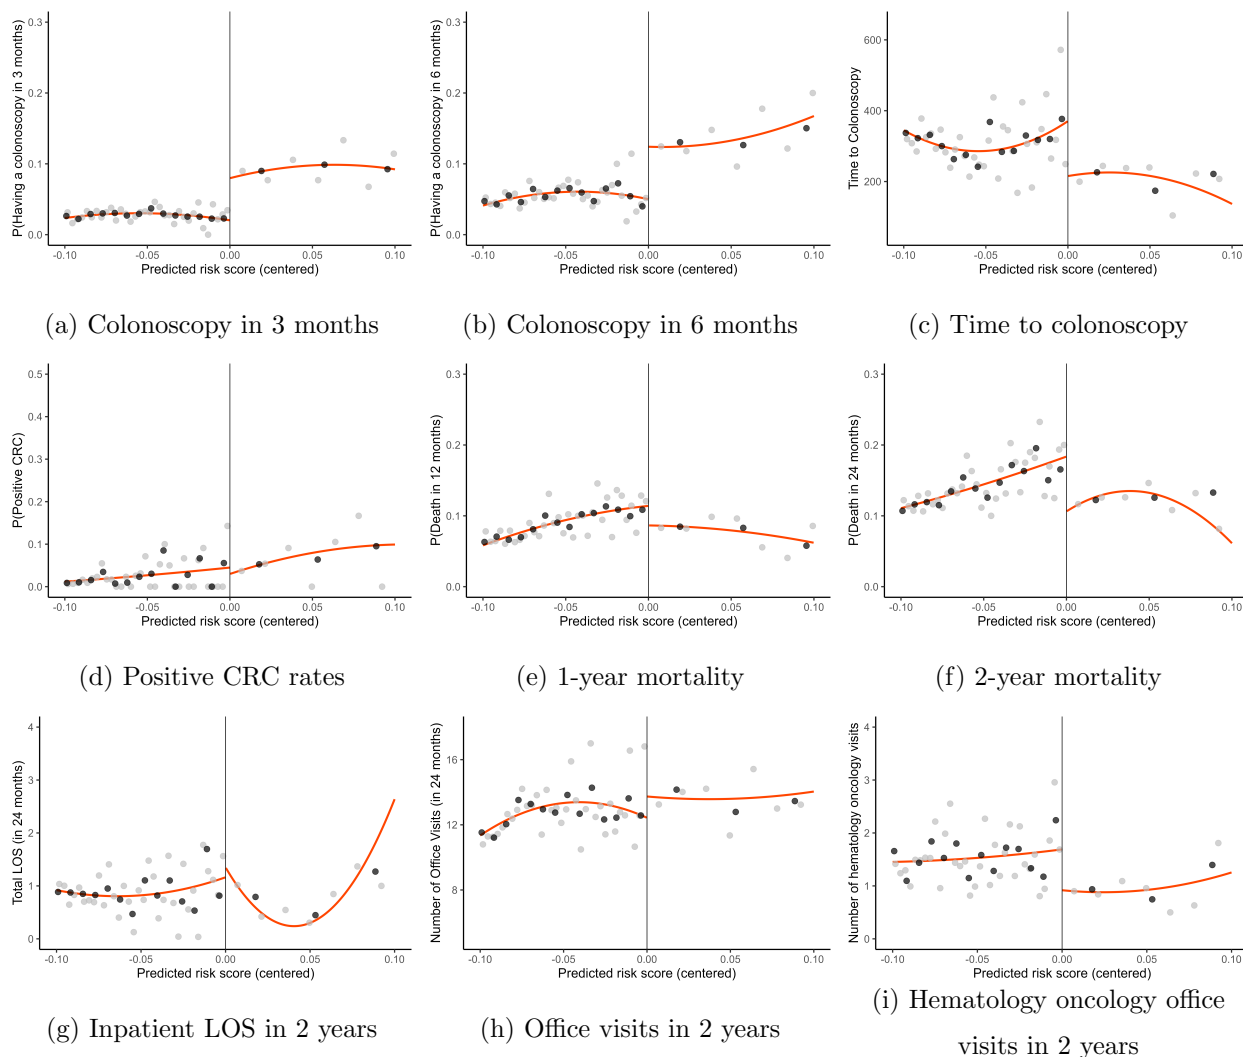 P(Having a colonoscopy in 3 months)
0.3
0.2
0.1
0.0
-0.10
-0.05
0.00
0.05
0.10
Predicted risk score (centered)
(a) Colonoscopy in 3 months
P(Having a colonoscopy in 6 months)
0.3
0.2
0.1
0.0
-0.10
-0.05
0.00
0.05
0.10
Predicted risk score (centered)
(b) Colonoscopy in 6 months
Time to Colonoscopy
600
400
200
-0.10
-0.05
0.00
0.05
0.10
Predicted risk score (centered)
(c) Time to colonoscopy
P(Positive CRC)
0.5
0.4
0.3
0.2
0.1
0.0
-0.10
-0.05
0.00
0.05
0.10
Predicted risk score (centered)
(d) Positive CRC rates
P(Death in 12 months)
0.3
0.2
0.1
0.0
-0.10
-0.05
0.00
0.05
0.10
Predicted risk score (centered)
(e) 1-year mortality
P(Death in 24 months)
0.3
0.2
0.1
0.0
-0.10
-0.05
0.00
0.05
0.10
Predicted risk score (centered)
(f) 2-year mortality
Total LOS (in 24 months)
4
3
2
1
0
-0.10
-0.05
0.00
0.05
0.10
Predicted risk score (centered)
(g) Inpatient LOS in 2 years
Number of Office Visits (in 24 months)
16
12
8
-0.10
-0.05
0.00
0.05
0.10
Predicted risk score (centered)
(h) Office visits in 2 years
Number of hematology oncology visits
4
3
2
1
0
-0.10
-0.05
0.00
0.05
0.10
Predicted risk score (centered)
(i) Hematology oncology office
visits in 2 years